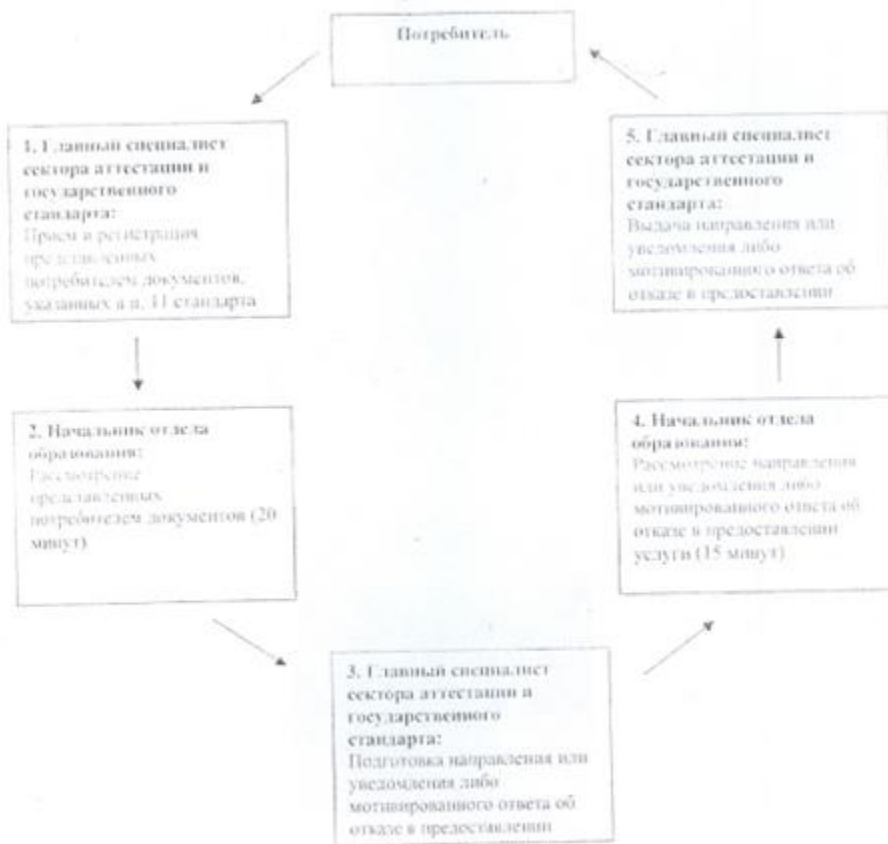 Потребитель
1. Главный специалист
сектора аттестации и
государственного
стандарта:
Прием и регистрация
представленных
потребителем документов,
указанных в п. 11 стандарта
2. Начальник отдела
образования:
Рассмотрение
представленных
потребителем документов (20
минут)
3. Главный специалист
сектора аттестации и
государственного
стандарта:
Подготовка направления или
уведомления либо
мотивированного ответа об
отказе в предоставлении
4. Начальник отдела
образования:
Рассмотрение направления
или уведомления либо
мотивированного ответа об
отказе в предоставлении
услуги (15 минут)
5. Главный специалист
сектора аттестации и
государственного
стандарта:
Выдача направления или
уведомления либо
мотивированного ответа об
отказе в предоставлении